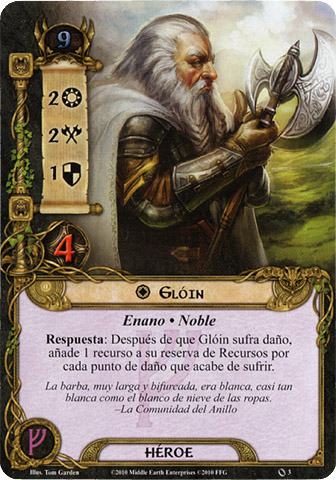 9
2
2
1
4
GLÓIN
Enano • Noble
Respuesta: Después de que Glóin sufra daño,
añade 1 recurso a su reserva de Recursos por
cada punto de daño que acabe de sufrir.
La barba, muy larga y bifurcada, era blanca, casi tan
blanca como el blanco de nieve de las ropas.
–La Comunidad del Anillo
HÉROE
Illus. Tom Garden ©2010 Middle Earth Enterprises ©2010 FFG 3